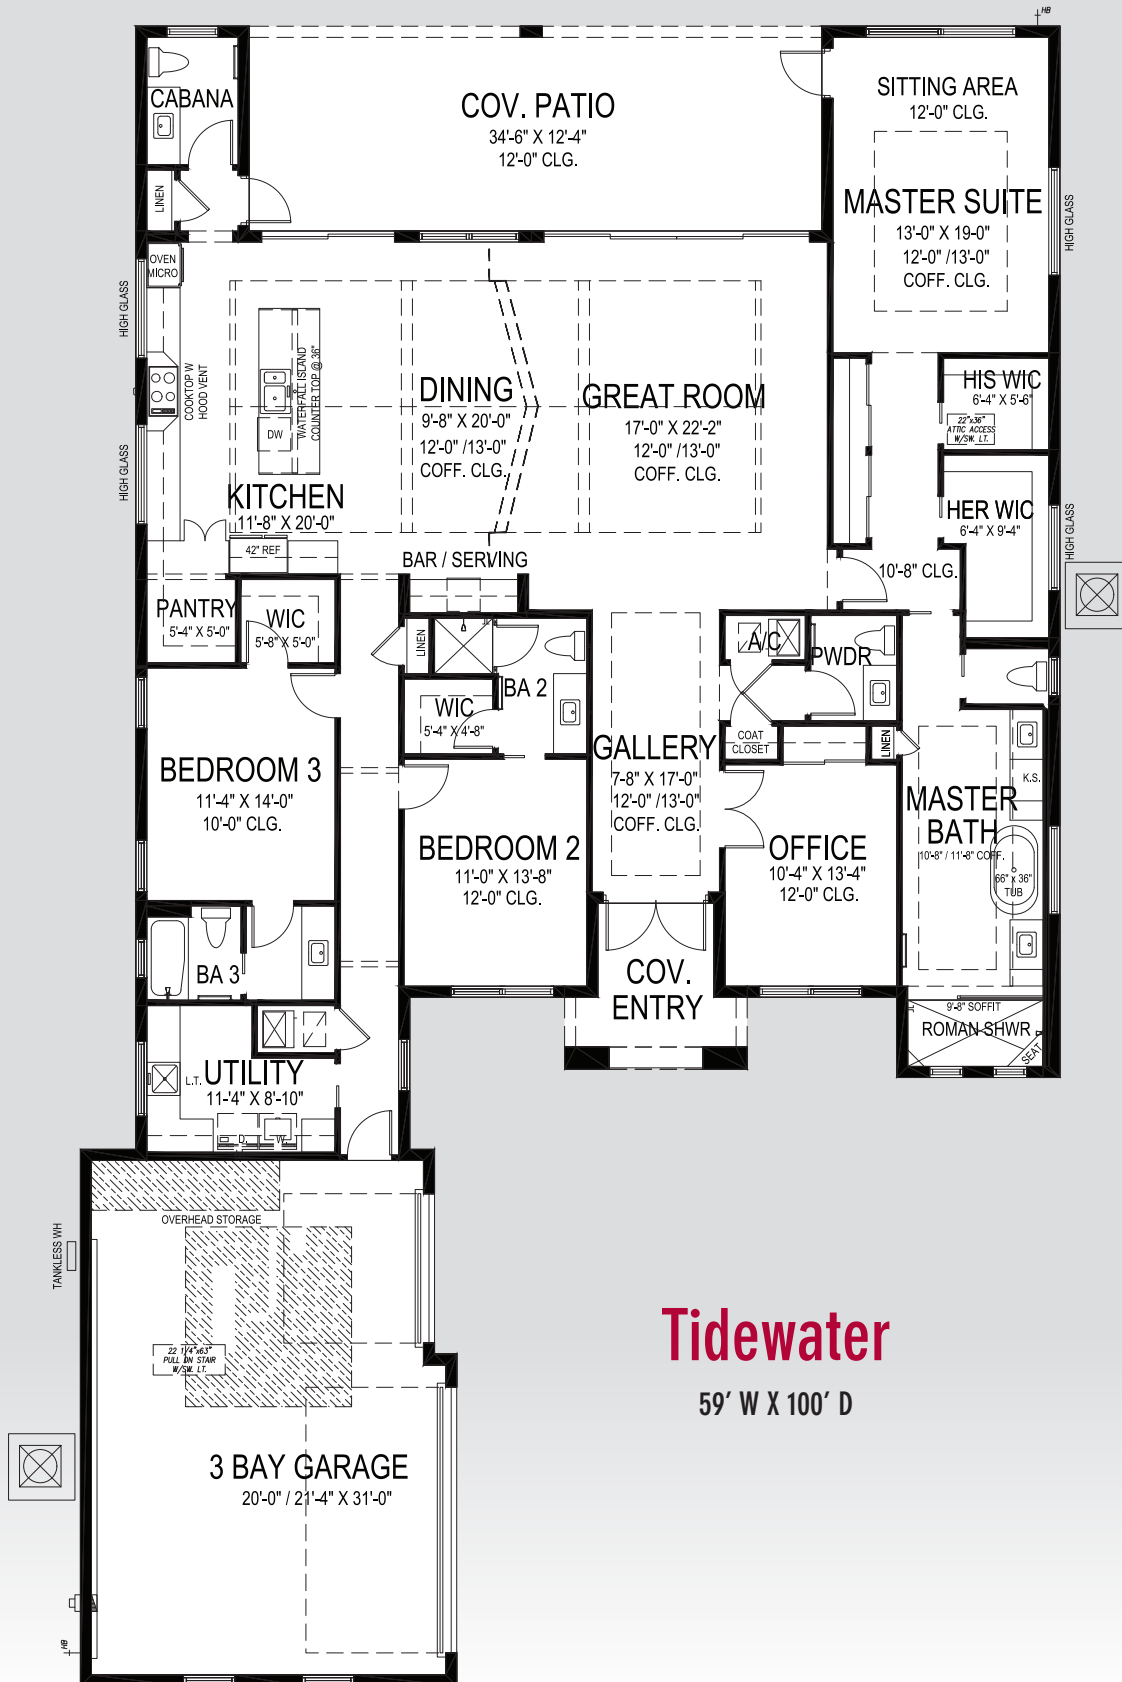 HB
CABANA
COV. PATIO
34'-6" X 12'-4"
12'-0" CLG.
SITTING AREA
12'-0" CLG.
LINEN
MASTER SUITE
13'-0" X 19-0"
12'-0" /13'-0"
COFF. CLG.
HIGH GLASS
OVEN
MICRO
HIGH GLASS
COOKTOP W
HOOD VENT
HIGH GLASS
WATERFALL ISLAND
COUNTER TOP @ 36"
DW
KITCHEN
11'-8" X 20'-0"
42" REF
DINING
9'-8" X 20'-0"
12'-0" /13'-0"
COFF. CLG.
GREAT ROOM
17'-0" X 22'-2"
12'-0" /13'-0"
COFF. CLG.
BAR / SERVING
HIS WIC
6'-4" X 5'-6"
22"x36"
ATTIC ACCESS
W/SW. LT.
HER WIC
6'-4" X 9'-4"
HIGH GLASS
10'-8" CLG.
PANTRY
5'-4" X 5'-0"
WIC
5'-8" X 5'-0"
LINEN
BA 2
WIC
5'-4" X 4'-8"
A/C
PWDR
COAT
CLOSET
LINEN
GALLERY
7-8" X 17'-0"
12'-0" /13'-0"
COFF. CLG.
K.S.
MASTER
BATH
10'-8" / 11'-8" COFF.
66" x 36"
TUB
BEDROOM 3
11'-4" X 14'-0"
10'-0" CLG.
BEDROOM 2
11'-0" X 13'-8"
12'-0" CLG.
OFFICE
10'-4" X 13'-4"
12'-0" CLG.
BA 3
COV.
ENTRY
9'-8" SOFFIT
ROMAN SHWR
SEAT
L.T.
UTILITY
11-'4" X 8'-10"
D.
W.
OVERHEAD STORAGE
TANKLESS WH
22 1/4"x63"
PULL DN STAIR
W/SW. LT.
Tidewater
59' W X 100' D
3 BAY GARAGE
20'-0" / 21'-4" X 31'-0"
HB